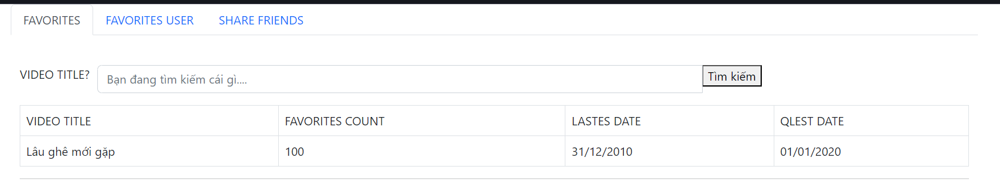 FAVORITES FAVORITES USER SHARE FRIENDS
VIDEO TITLE? Bạn đang tìm kiếm cái gì.... Tìm kiếm
VIDEO TITLE FAVORITES COUNT LASTES DATE QLEST DATE
Lâu ghê mới gặp 100 31/12/2010 01/01/2020